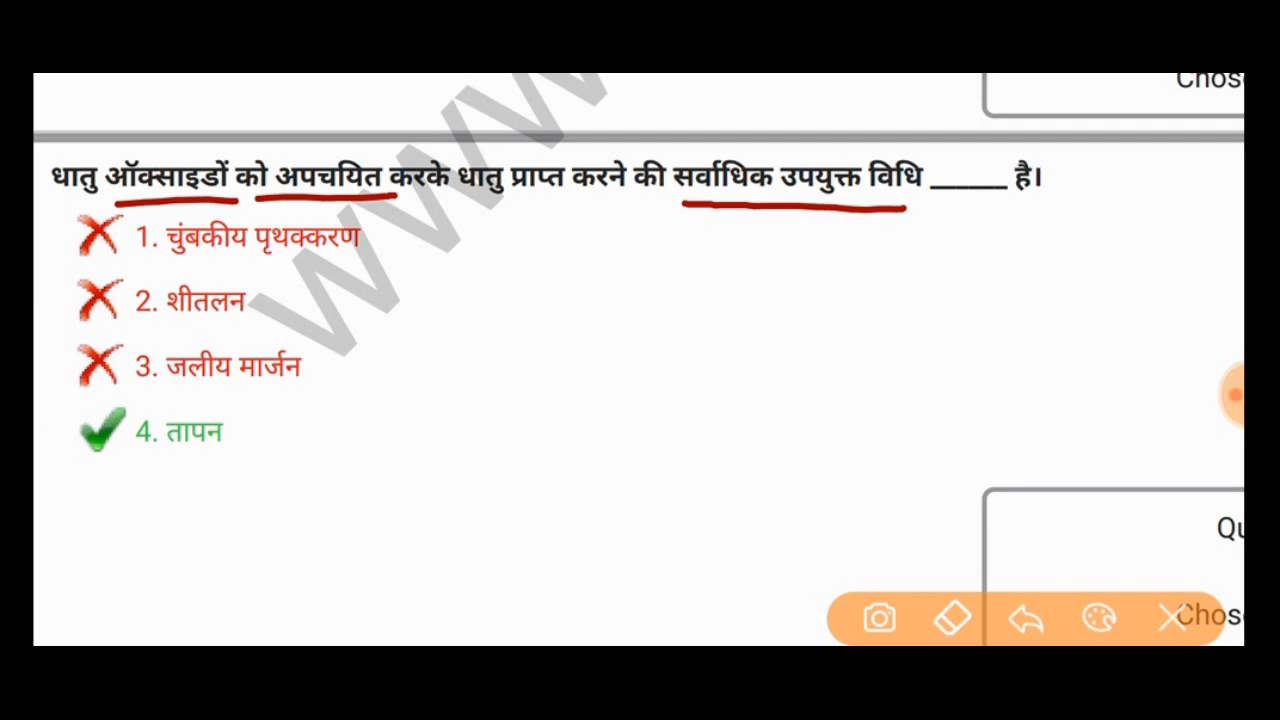 Chos
धातु ऑक्साइडों को अपचयित करके धातु प्राप्त करने की सर्वाधिक उपयुक्त विधि ______ है।
1. चुंबकीय पृथक्करण
2. शीतलन
3. जलीय मार्जन
4. तापन
Qu
Chos
WWW